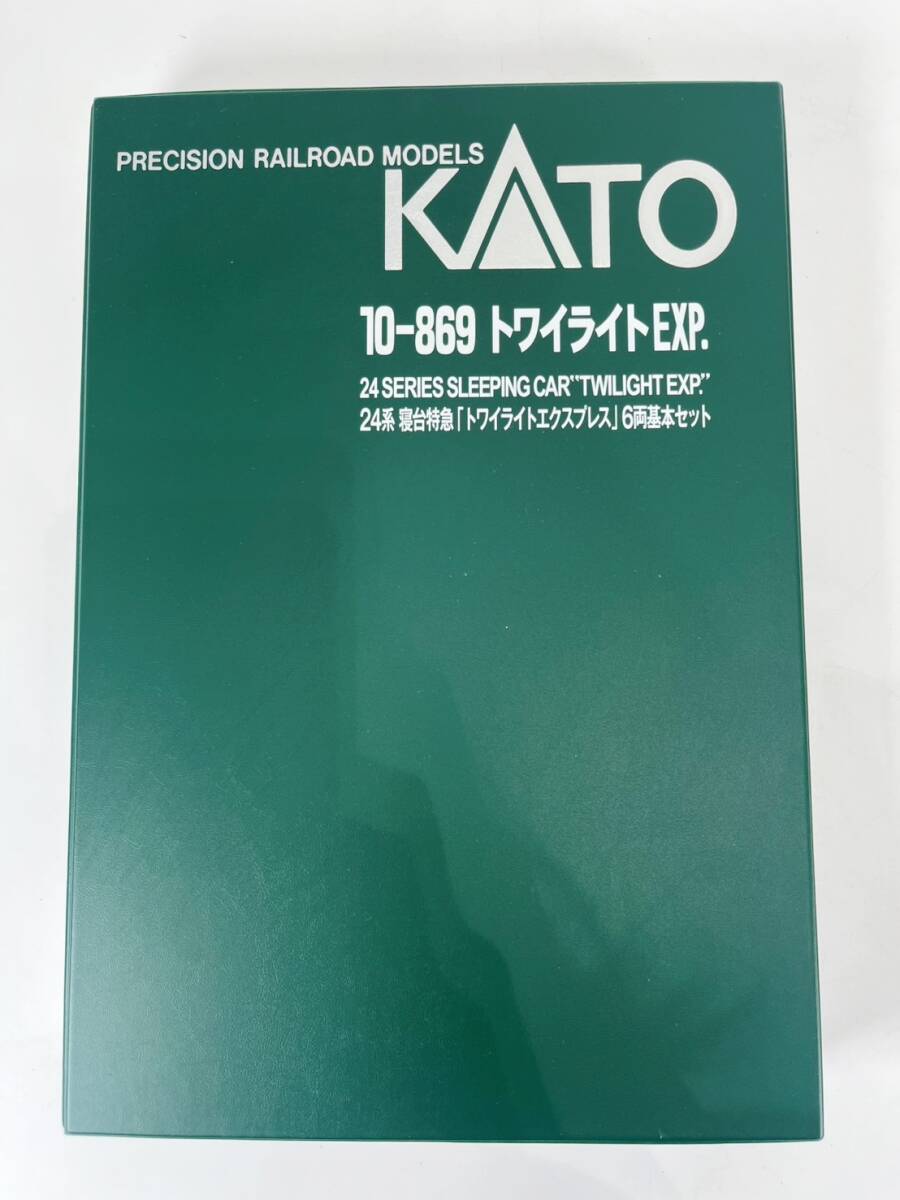 PRECISION RAILROAD MODELS
KATO
10-869 トワイライトEXP.
24 SERIES SLEEPING CAR"TWILIGHT EXP."
24系 寝台特急「トワイライトエクスプレス」6両基本セット